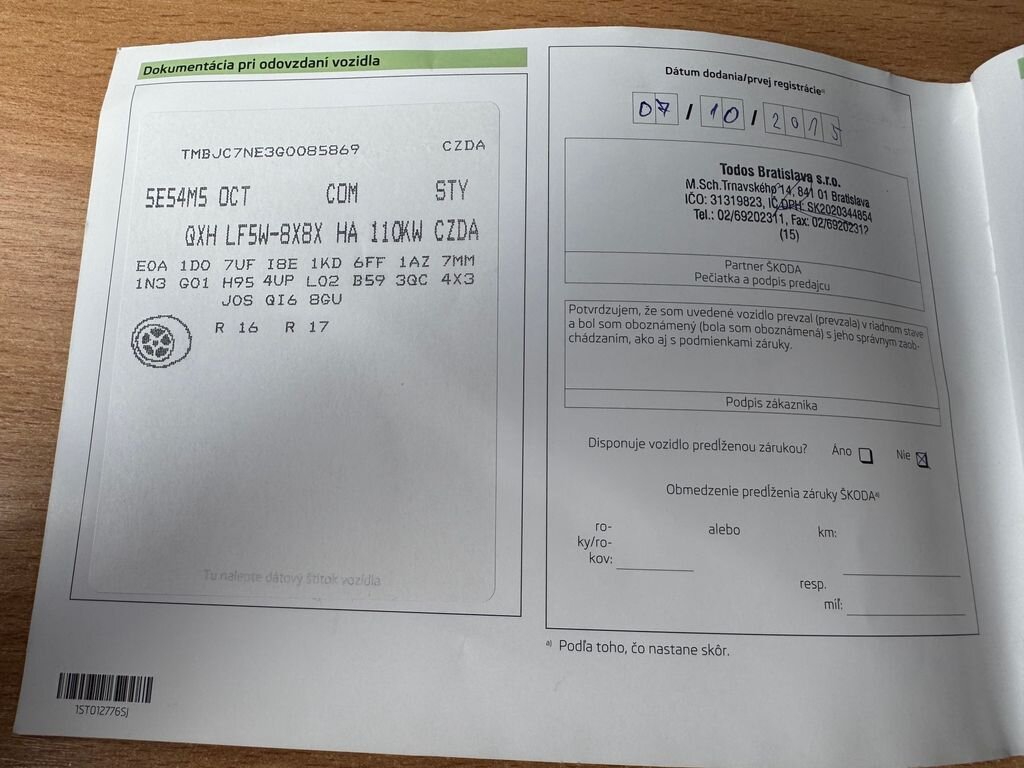 Dokumentácia pri odovzdaní vozidla
TMBJC7NE3G0085869 CZDA
5E54M5 OCT COM STY
QXH LF5W-8X8X HA 110KW CZDA
E0A 1D0 7UF I8E 1KD 6FF 1AZ 7MM
1N3 G01 H95 4UP L02 B59 3QC 4X3
J0S QI6 8GU
R 16 R 17
Tu nalepte dátový štítok vozidla
1ST012776SJ
Dátum dodania/prvej registrácie a)
07 / 10 / 2015
Todos Bratislava s.r.o.
M.Sch.Trnavského 14, 841 01 Bratislava
IČO: 31319823, IČ DPH: SK2020344854
Tel.: 02/69202311, Fax: 02/69202312
(15)
Partner ŠKODA
Pečiatka a podpis predajcu
Potvrdzujem, že som uvedené vozidlo prevzal (prevzala) v riadnom stave
a bol som oboznámený (bola som oboznámená) s jeho správnym zaob-
chádzaním, ako aj s podmienkami záruky.
Podpis zákazníka
Disponuje vozidlo predĺženou zárukou? Áno Nie
Obmedzenie predĺženia záruky ŠKODA a)
ro-
ky/ro-
kov:
alebo
km:
resp.
míľ:
a) Podľa toho, čo nastane skôr.